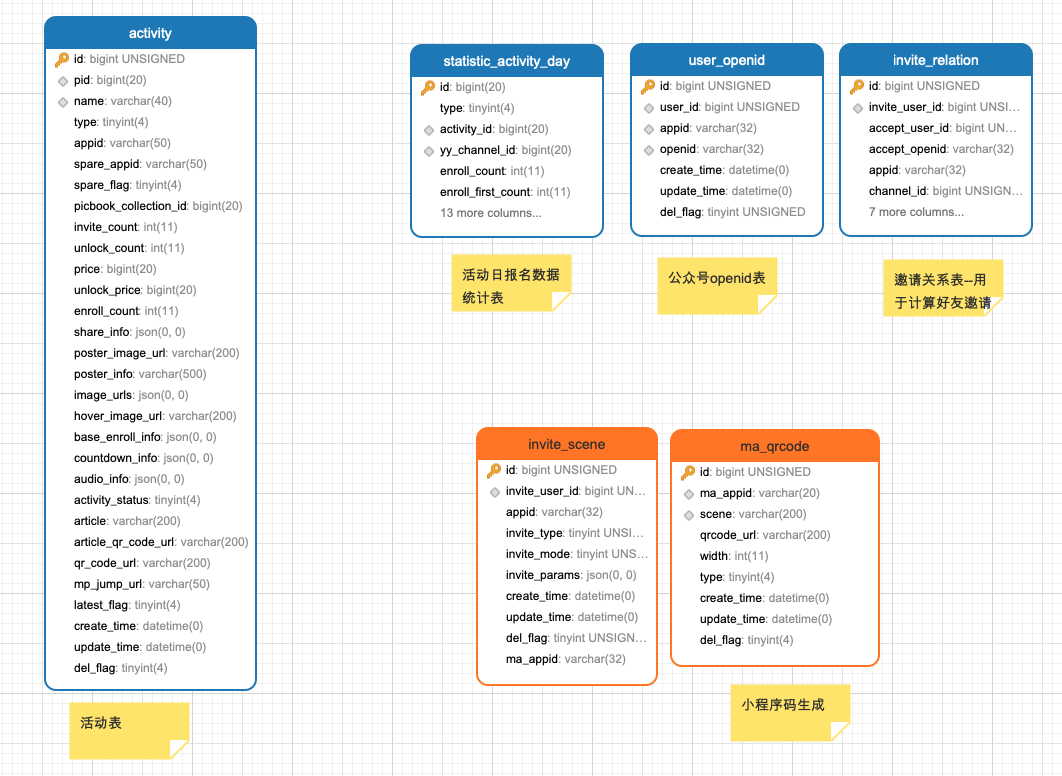 activity
id: bigint UNSIGNED
pid: bigint(20)
name: varchar(40)
type: tinyint(4)
appid: varchar(50)
spare_appid: varchar(50)
spare_flag: tinyint(4)
picbook_collection_id: bigint(20)
invite_count: int(11)
unlock_count: int(11)
price: bigint(20)
unlock_price: bigint(20)
enroll_count: int(11)
share_info: json(0, 0)
poster_image_url: varchar(200)
poster_info: varchar(500)
image_urls: json(0, 0)
hover_image_url: varchar(200)
base_enroll_info: json(0, 0)
countdown_info: json(0, 0)
audio_info: json(0, 0)
activity_status: tinyint(4)
article: varchar(200)
article_qr_code_url: varchar(200)
qr_code_url: varchar(200)
mp_jump_url: varchar(50)
latest_flag: tinyint(4)
create_time: datetime(0)
update_time: datetime(0)
del_flag: tinyint(4)
活动表
statistic_activity_day
id: bigint(20)
type: tinyint(4)
activity_id: bigint(20)
yy_channel_id: bigint(20)
enroll_count: int(11)
enroll_first_count: int(11)
13 more columns...
活动日报名数据
统计表
user_openid
id: bigint UNSIGNED
user_id: bigint UNSIGNED
appid: varchar(32)
openid: varchar(32)
create_time: datetime(0)
update_time: datetime(0)
del_flag: tinyint UNSIGNED
公众号openid表
invite_relation
id: bigint UNSIGNED
invite_user_id: bigint UNSI...
accept_user_id: bigint UN...
accept_openid: varchar(32)
appid: varchar(32)
channel_id: bigint UNSIGN...
7 more columns...
邀请关系表--用
于计算好友邀请
invite_scene
id: bigint UNSIGNED
invite_user_id: bigint UN...
appid: varchar(32)
invite_type: tinyint UNSI...
invite_mode: tinyint UNS...
invite_params: json(0, 0)
create_time: datetime(0)
update_time: datetime(0)
del_flag: tinyint UNSIGN...
ma_appid: varchar(32)
ma_qrcode
id: bigint UNSIGNED
ma_appid: varchar(20)
scene: varchar(200)
qrcode_url: varchar(200)
width: int(11)
type: tinyint(4)
create_time: datetime(0)
update_time: datetime(0)
del_flag: tinyint(4)
小程序码生成